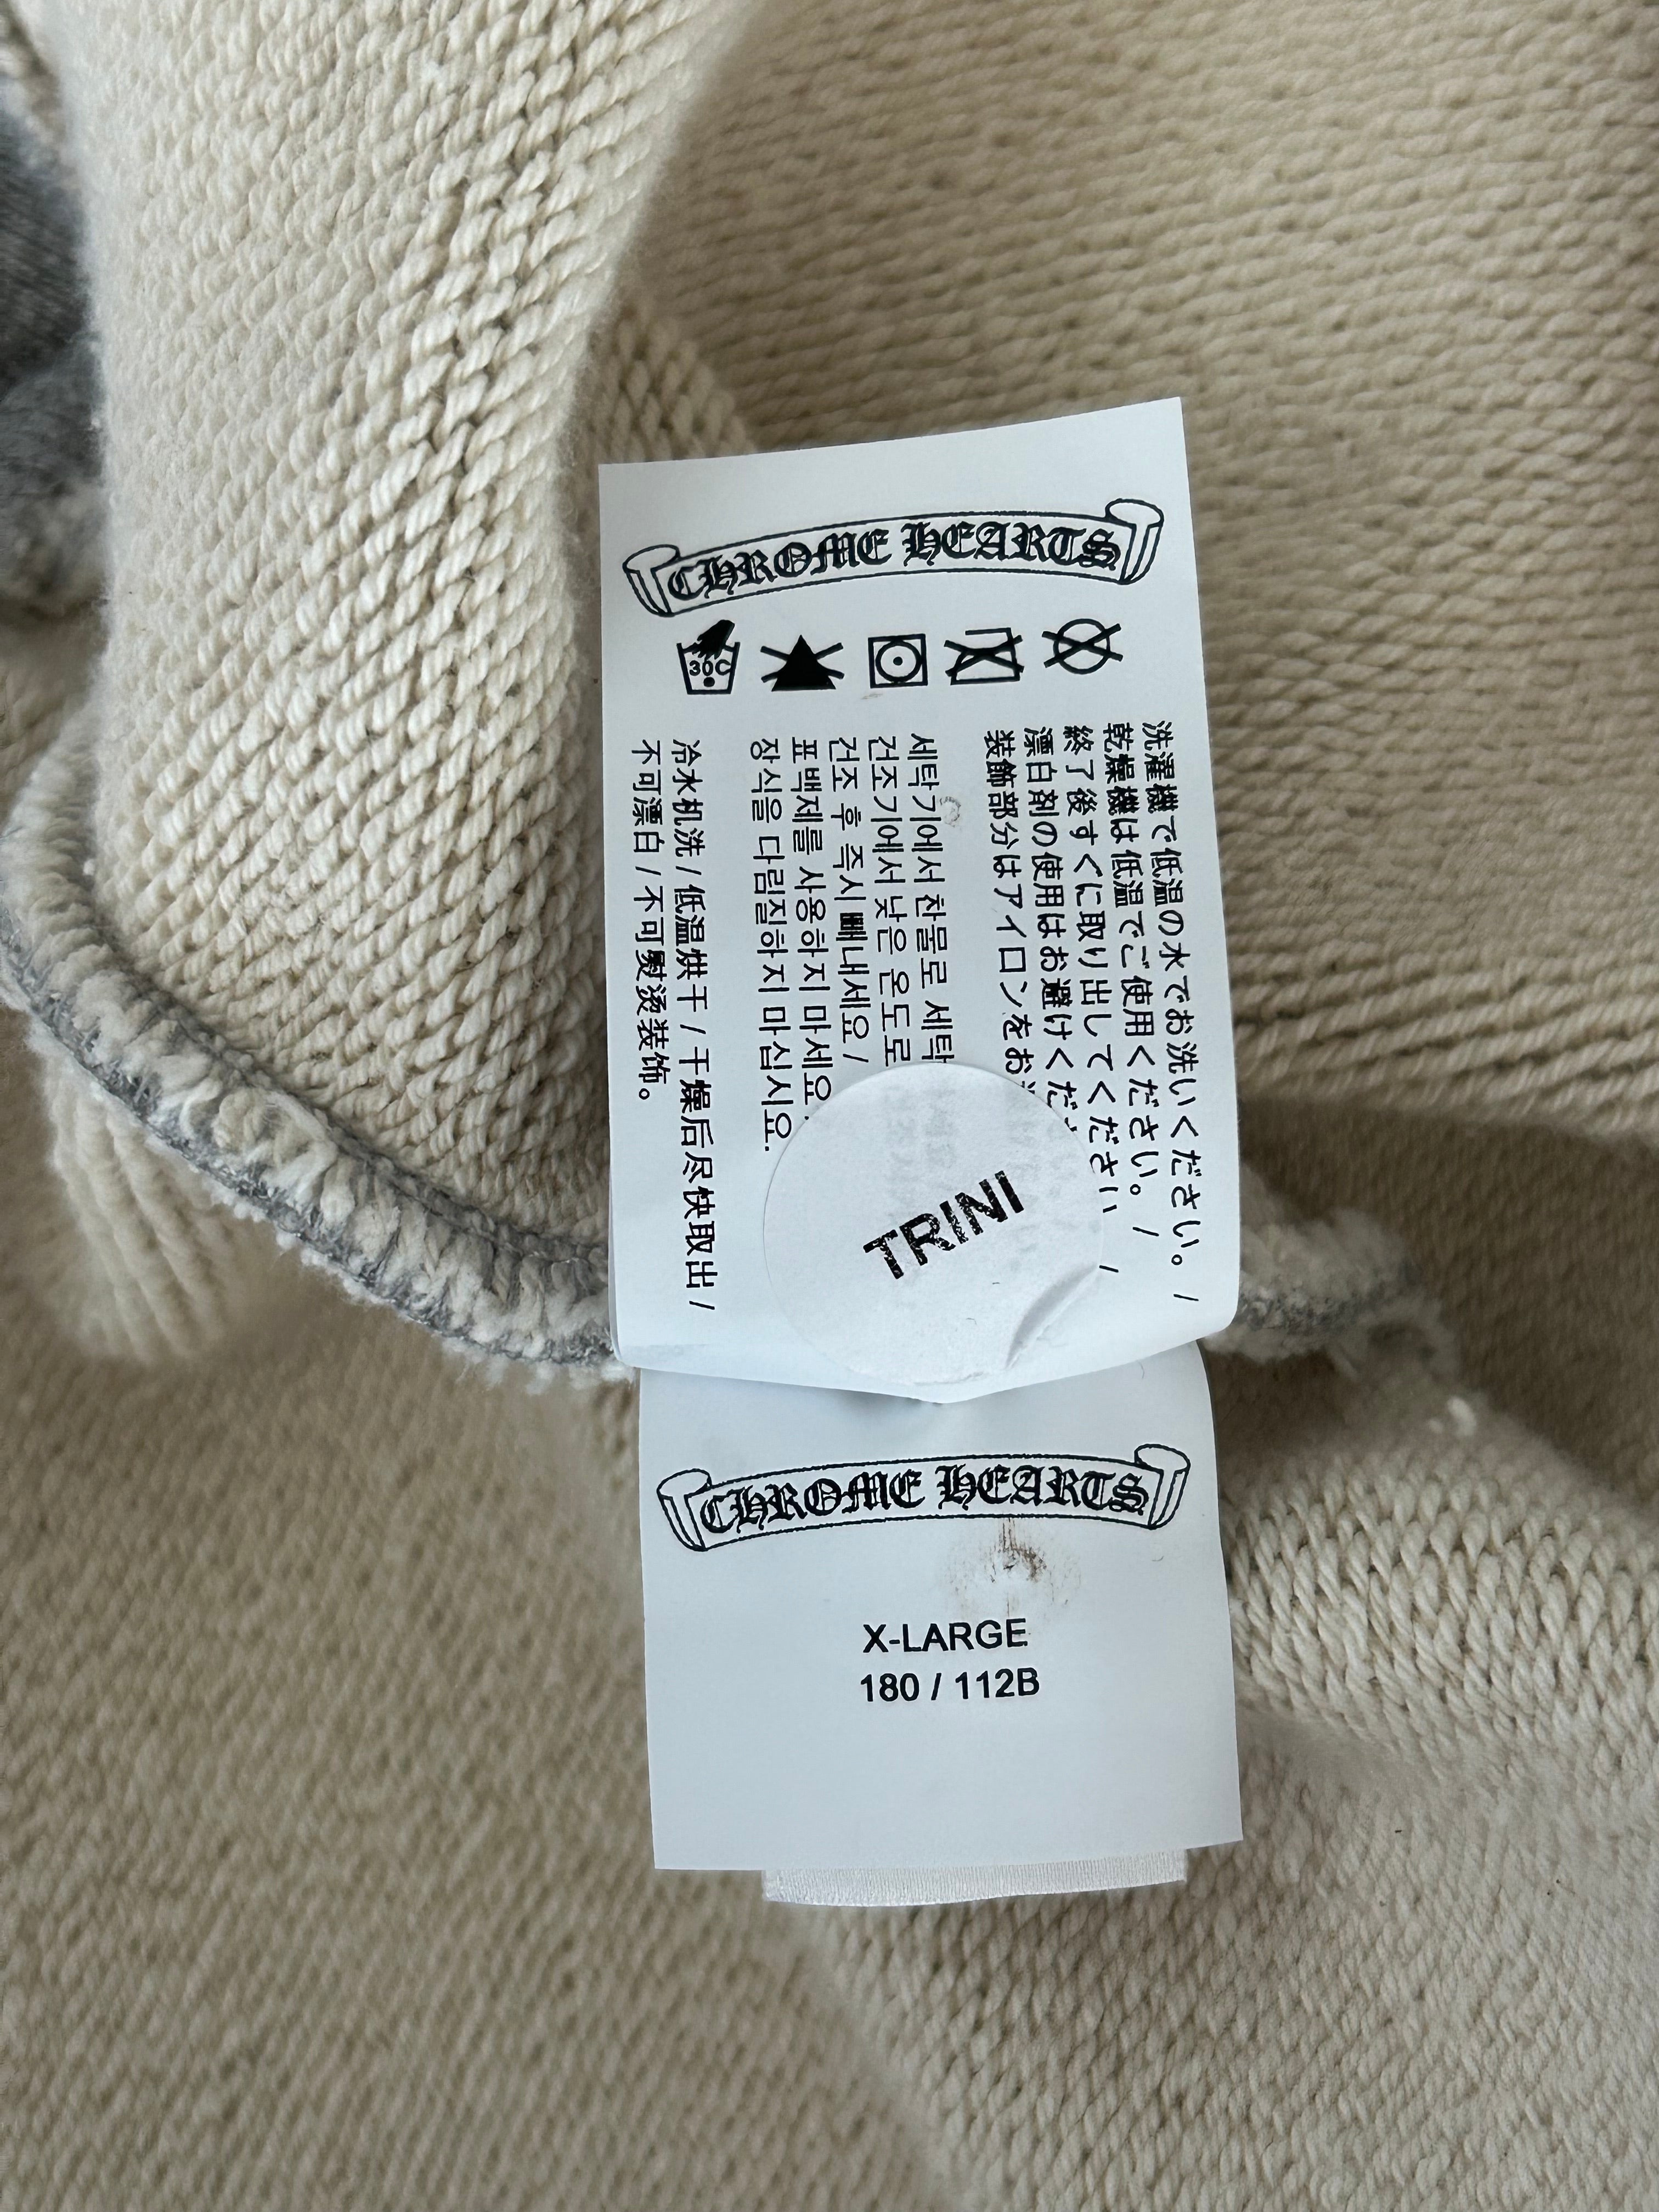 CHROME HEARTS
30C
洗濯機で低温の水でお洗いください。 /
乾燥機は低温でご使用ください。 /
終了後すぐに取り出してください /
漂白剤の使用はお避けくだ
装飾部分はアイロンをお
세탁기에서 찬물로 세탁
건조기에서 낮은 온도로
건조 후 즉시 빼내세요 /
표백제를 사용하지 마세요
장식을 다림질하지 마십시요.
冷水机洗 / 低温烘干 / 干燥后尽快取出 /
不可漂白 / 不可熨烫装饰。
TRINI
CHROME HEARTS
X-LARGE
180 / 112B